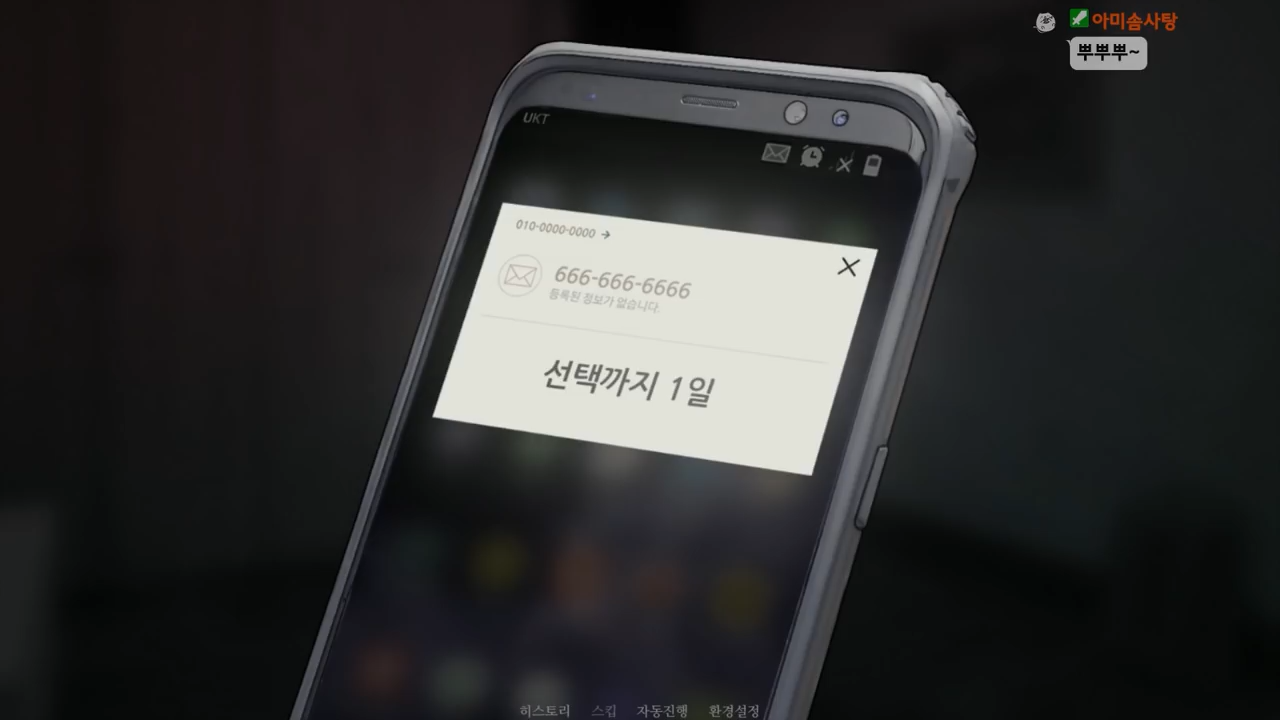 아미솜사탕
뿌뿌뿌~
UKT
010-0000-0000 →
666-666-6666
등록된 정보가 없습니다.
선택까지 1일
히스토리 스킵 자동진행 환경설정